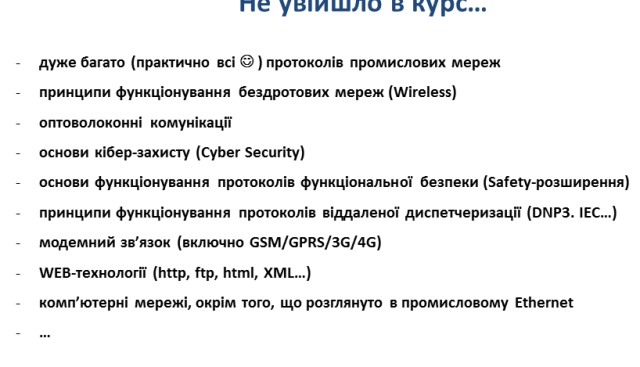 Не увійшло в курс…
- дуже багато (практично всі ☺) протоколів промислових мереж
- принципи функціонування бездротових мереж (Wireless)
- оптоволоконні комунікації
- основи кібер-захисту (Cyber Security)
- основи функціонування протоколів функціональної безпеки (Safety-розширення)
- принципи функціонування протоколів віддаленої диспетчеризації (DNP3. IEC…)
- модемний зв’язок (включно GSM/GPRS/3G/4G)
- WEB-технології (http, ftp, html, XML…)
- комп’ютерні мережі, окрім того, що розглянуто в промисловому Ethernet
- …